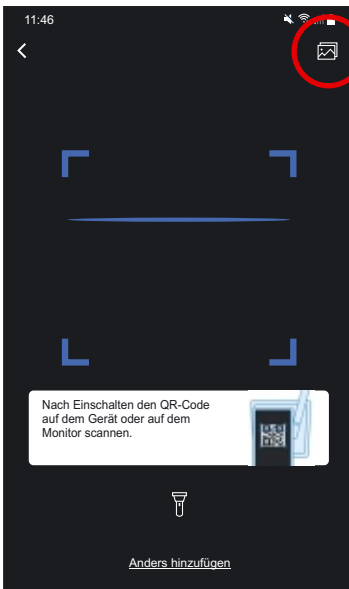 11:46
Nach Einschalten den QR-Code
auf dem Gerät oder auf dem
Monitor scannen.
Anders hinzufügen